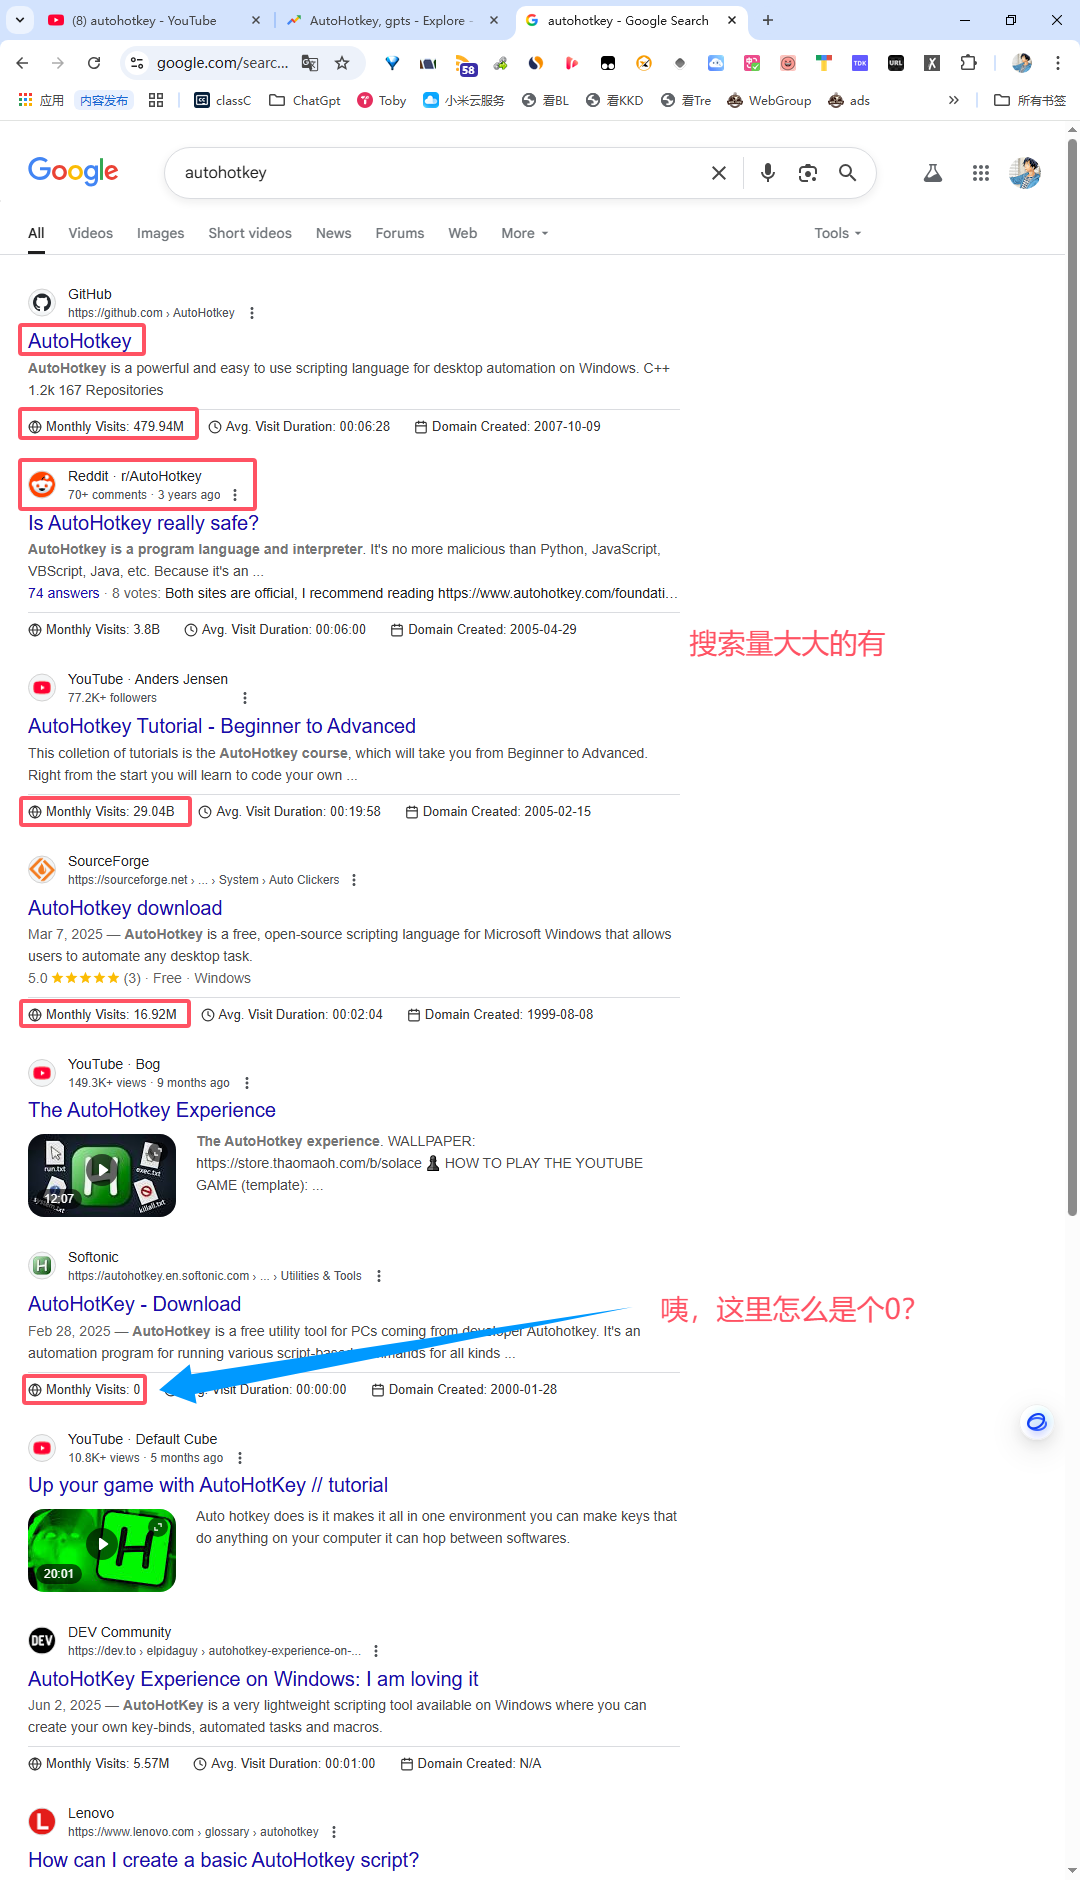 (8) autohotkey - YouTube
AutoHotkey, gpts - Explore -
autohotkey - Google Search
google.com/searc...
58
TDK
URL
应用
内容发布
classC
ChatGpt
Toby
小米云服务
看BL
看KKD
看Tre
WebGroup
ads
所有书签
Google
autohotkey
All
Videos
Images
Short videos
News
Forums
Web
More
Tools
GitHub
https://github.com › AutoHotkey
AutoHotkey
AutoHotkey is a powerful and easy to use scripting language for desktop automation on Windows. C++
1.2k 167 Repositories
Monthly Visits: 479.94M Avg. Visit Duration: 00:06:28 Domain Created: 2007-10-09
Reddit · r/AutoHotkey
70+ comments · 3 years ago
Is AutoHotkey really safe?
AutoHotkey is a program language and interpreter. It's no more malicious than Python, JavaScript,
VBScript, Java, etc. Because it's an ...
74 answers · 8 votes: Both sites are official, I recommend reading https://www.autohotkey.com/foundati...
Monthly Visits: 3.8B Avg. Visit Duration: 00:06:00 Domain Created: 2005-04-29
搜索量大大的有
YouTube · Anders Jensen
77.2K+ followers
AutoHotkey Tutorial - Beginner to Advanced
This colletion of tutorials is the AutoHotkey course, which will take you from Beginner to Advanced.
Right from the start you will learn to code your own ...
Monthly Visits: 29.04B Avg. Visit Duration: 00:19:58 Domain Created: 2005-02-15
SourceForge
https://sourceforge.net › ... › System › Auto Clickers
AutoHotkey download
Mar 7, 2025 — AutoHotkey is a free, open-source scripting language for Microsoft Windows that allows
users to automate any desktop task.
5.0 ★★★★★ (3) · Free · Windows
Monthly Visits: 16.92M Avg. Visit Duration: 00:02:04 Domain Created: 1999-08-08
YouTube · Bog
149.3K+ views · 9 months ago
The AutoHotkey Experience
run.txt
exec.txt
killall.txt
12:07
The AutoHotkey experience. WALLPAPER:
https://store.thaomaoh.com/b/solace ♟ HOW TO PLAY THE YOUTUBE
GAME (template): ...
Softonic
https://autohotkey.en.softonic.com › ... › Utilities & Tools
AutoHotKey - Download
咦，这里怎么是个0？
Feb 28, 2025 — AutoHotkey is a free utility tool for PCs coming from developer Autohotkey. It's an
automation program for running various script-based commands for all kinds ...
Monthly Visits: 0 Avg. Visit Duration: 00:00:00 Domain Created: 2000-01-28
YouTube · Default Cube
10.8K+ views · 5 months ago
Up your game with AutoHotKey // tutorial
H
20:01
Auto hotkey does is it makes it all in one environment you can make keys that
do anything on your computer it can hop between softwares.
DEV
DEV Community
https://dev.to › elpidaguy › autohotkey-experience-on-...
AutoHotKey Experience on Windows: I am loving it
Jun 2, 2025 — AutoHotKey is a very lightweight scripting tool available on Windows where you can
create your own key-binds, automated tasks and macros.
Monthly Visits: 5.57M Avg. Visit Duration: 00:01:00 Domain Created: N/A
L
Lenovo
https://www.lenovo.com › glossary › autohotkey
How can I create a basic AutoHotkey script?